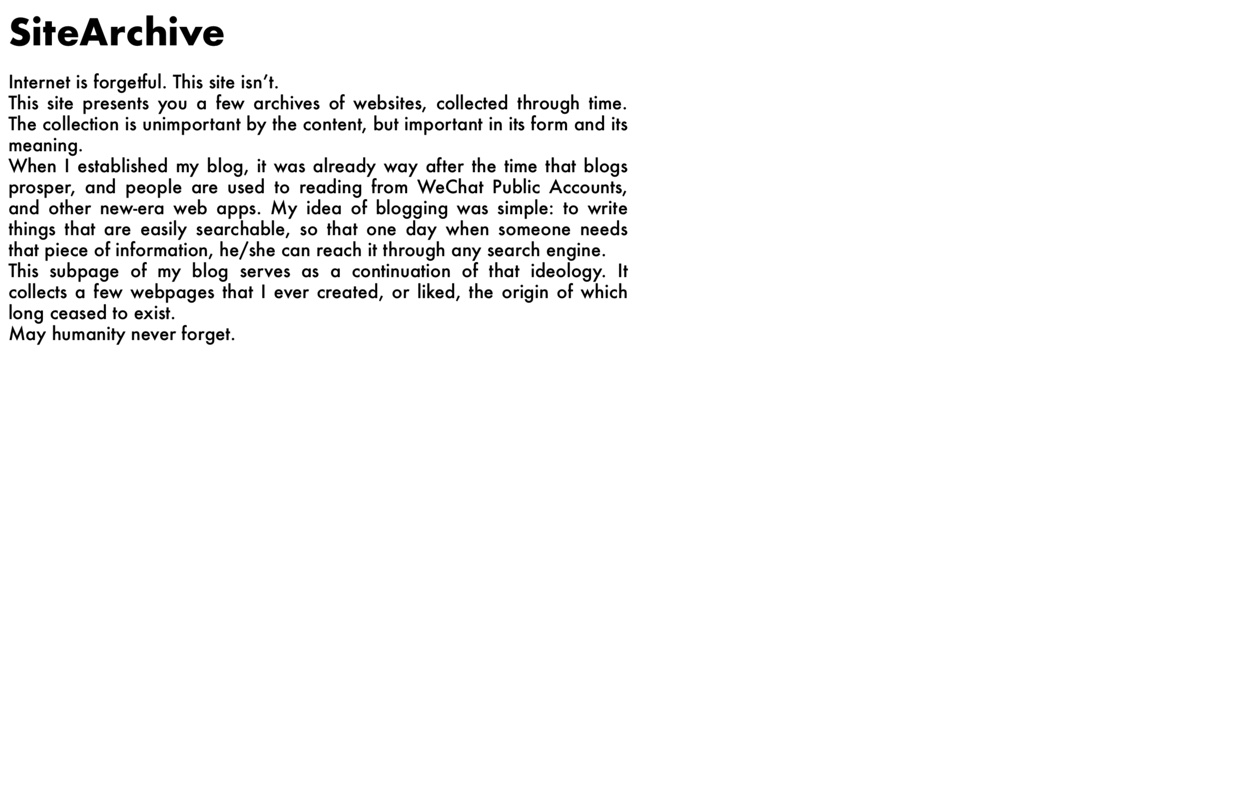 SiteArchive
Internet is forgetful. This site isn’t.
This site presents you a few archives of websites, collected through time.
The collection is unimportant by the content, but important in its form and its
meaning.
When I established my blog, it was already way after the time that blogs
prosper, and people are used to reading from WeChat Public Accounts,
and other new-era web apps. My idea of blogging was simple: to write
things that are easily searchable, so that one day when someone needs
that piece of information, he/she can reach it through any search engine.
This subpage of my blog serves as a continuation of that ideology. It
collects a few webpages that I ever created, or liked, the origin of which
long ceased to exist.
May humanity never forget.